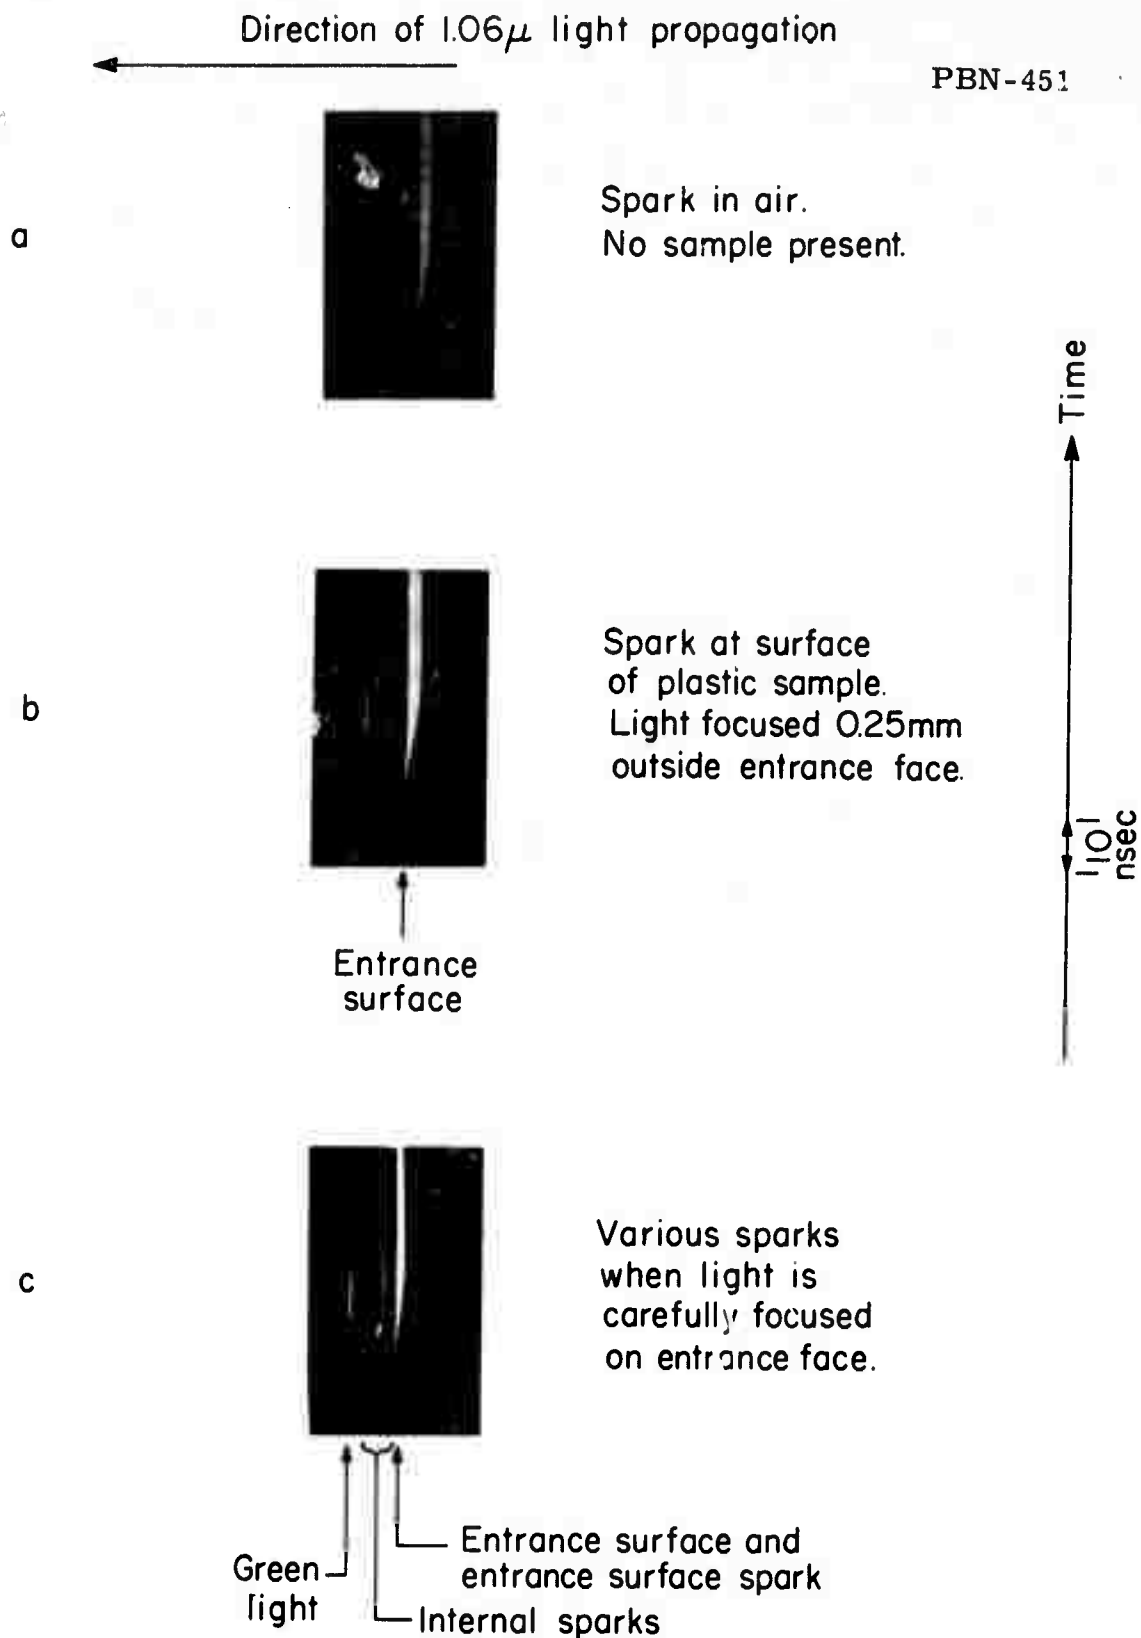 Direction of 1.06μ light propagation
PBN-451
a
Spark in air.
No sample present.
Time
b
Spark at surface
of plastic sample.
Light focused 0.25mm
outside entrance face.
10
nsec
Entrance
surface
c
Various sparks
when light is
carefully focused
on entrance face.
Entrance surface and
entrance surface spark
Green
light
Internal sparks